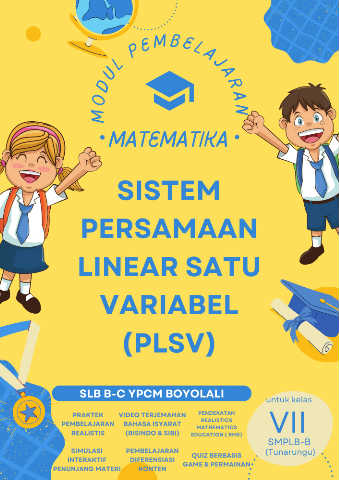 MODUL PEMBELAJARAN
• MATEMATIKA •
SISTEM
PERSAMAAN
LINEAR SATU
VARIABEL
(PLSV)
SLB B-C YPCM BOYOLALI
PRAKTEK
PEMBELAJARAN
REALISTIS
VIDEO TERJEMAHAN
BAHASA ISYARAT
(BISINDO & SIBI)
PENDEKATAN
REALISTICS
MATHEMATICS
EDUCATION (RME)
SIMULASI
INTERAKTIF
PENUNJANG MATERI
PEMBELAJARAN
DIFERENSIASI
KONTEN
QUIZ BERBASIS
GAME & PERMAINAN
untuk kelas
VII
SMPLB-B
(Tunarungu)